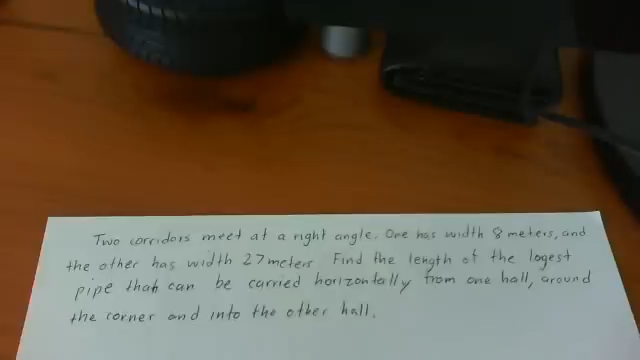 Two corridors meet at a right angle. One has width 8 meters, and
the other has width 27 meters. Find the length of the logest
pipe that can be carried horizontally from one hall, around
the corner and into the other hall.